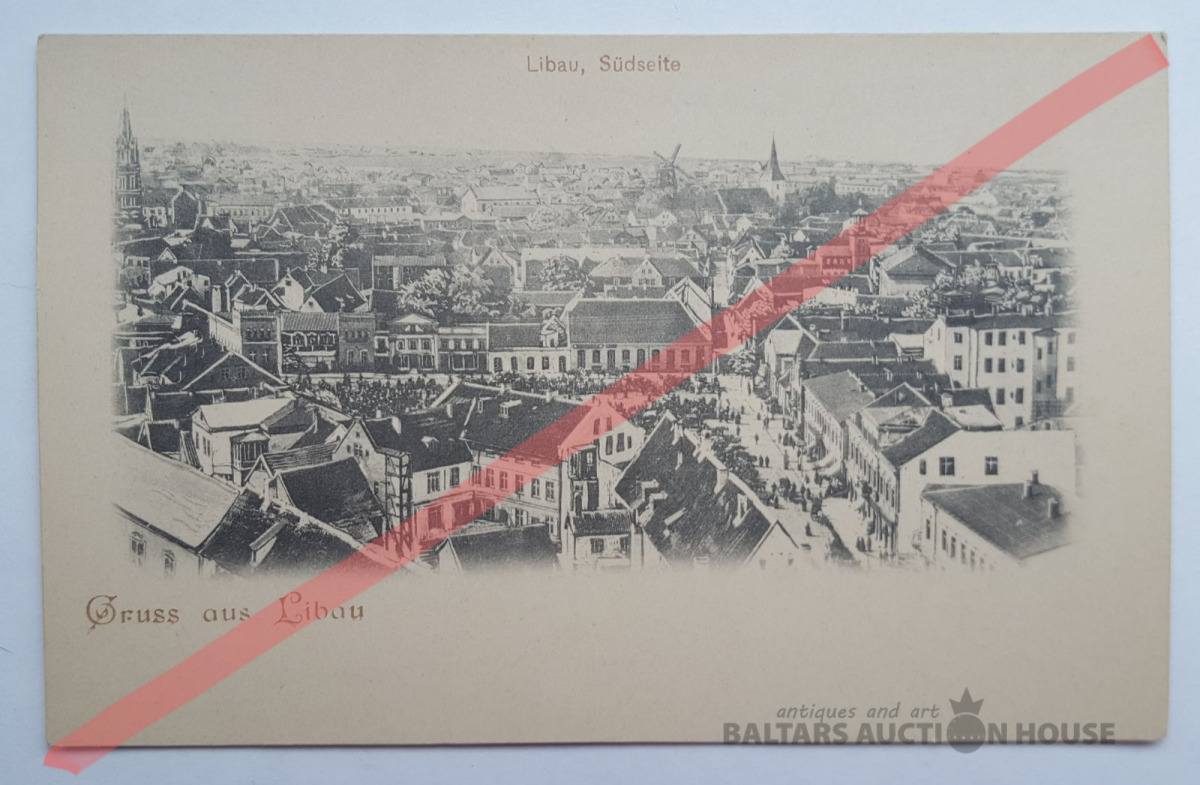 Libau, Südseite
Gruss aus Libau
antiques and art
BALTARS AUCTION HOUSE